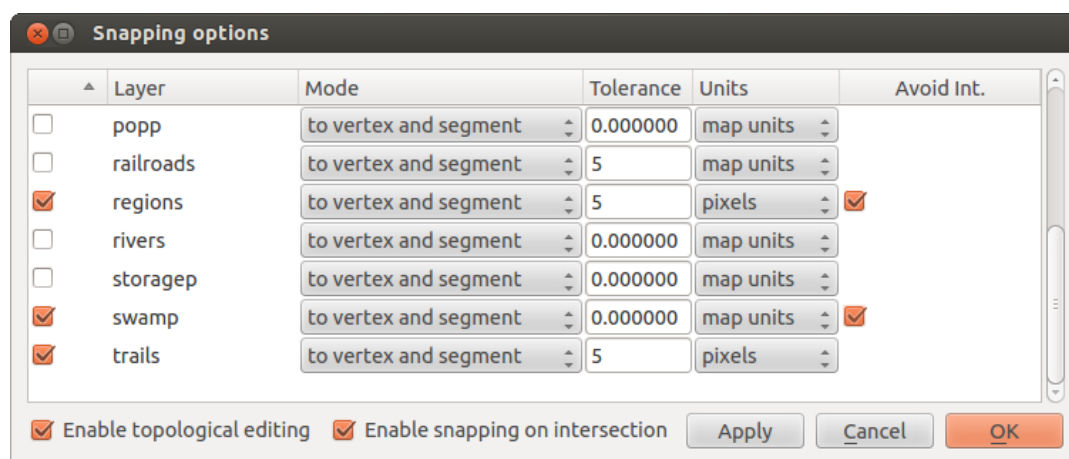 Snapping options
Layer Mode Tolerance Units Avoid Int.
popp to vertex and segment 0.000000 map units
railroads to vertex and segment 5 map units
regions to vertex and segment 5 pixels
rivers to vertex and segment 0.000000 map units
storagep to vertex and segment 0.000000 map units
swamp to vertex and segment 0.000000 map units
trails to vertex and segment 5 pixels
Enable topological editing Enable snapping on intersection Apply Cancel OK